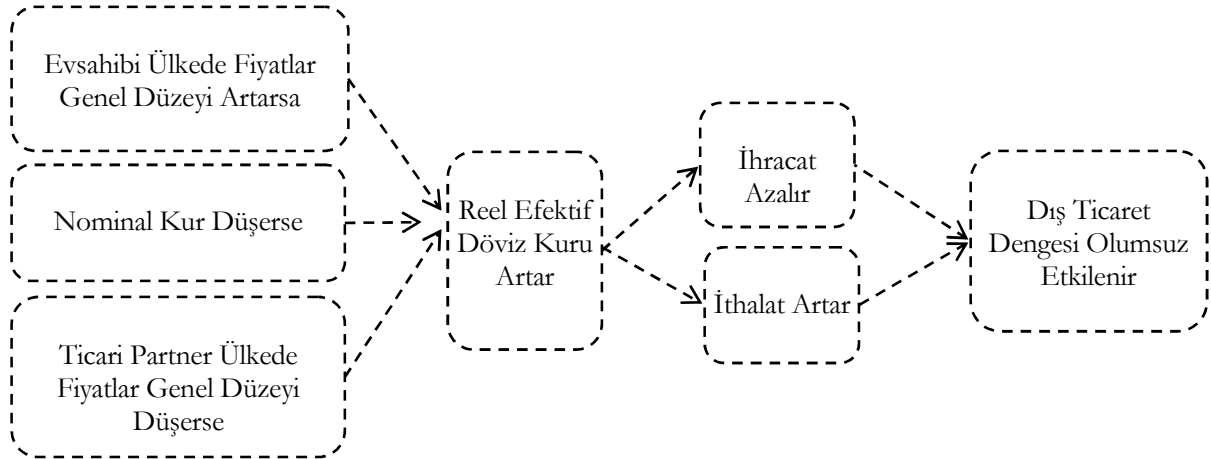 Evsahibi Ülkede Fiyatlar
Genel Düzeyi Artarsa
Nominal Kur Düşerse
Ticari Partner Ülkede
Fiyatlar Genel Düzeyi
Düşerse
Reel Efektif
Döviz Kuru
Artar
İhracat
Azalır
İthalat Artar
Dış Ticaret
Dengesi Olumsuz
Etkilenir